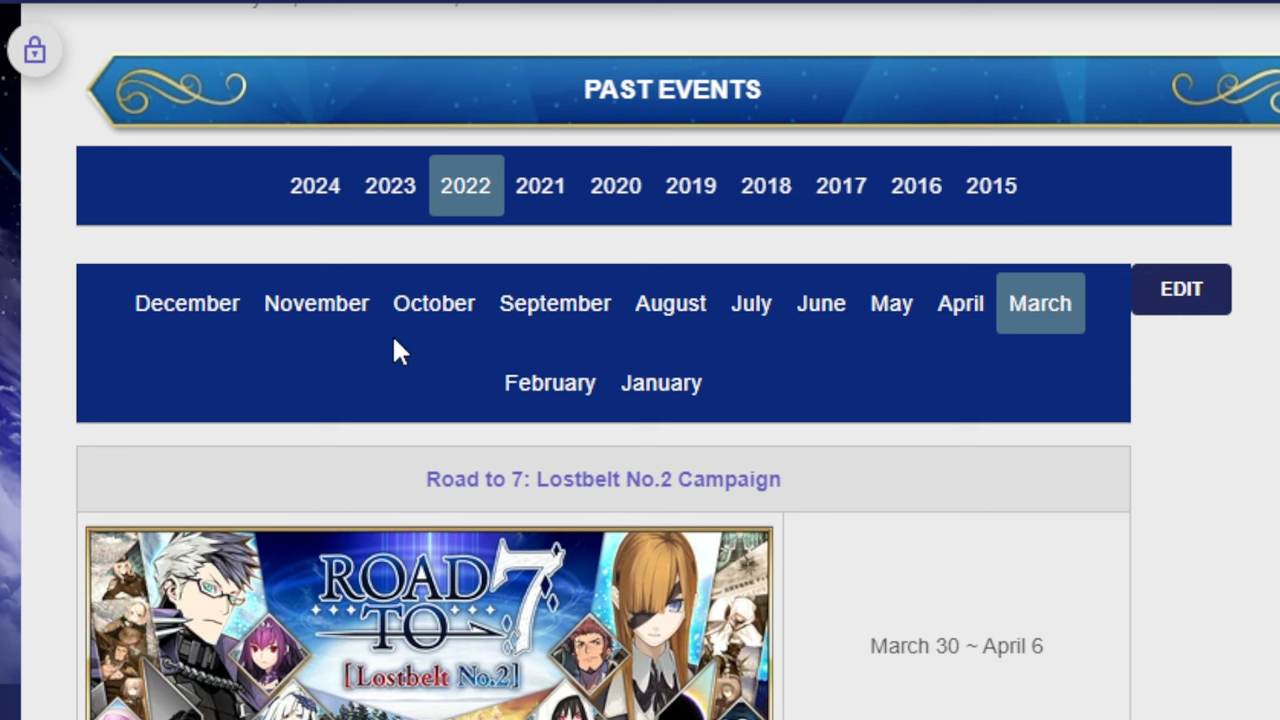 PAST EVENTS
2024 2023 2022 2021 2020 2019 2018 2017 2016 2015
December November October September August July June May April March
EDIT
February January
Road to 7: Lostbelt No.2 Campaign
ROAD
TO 7
[Lostbelt No.2]
March 30 ~ April 6